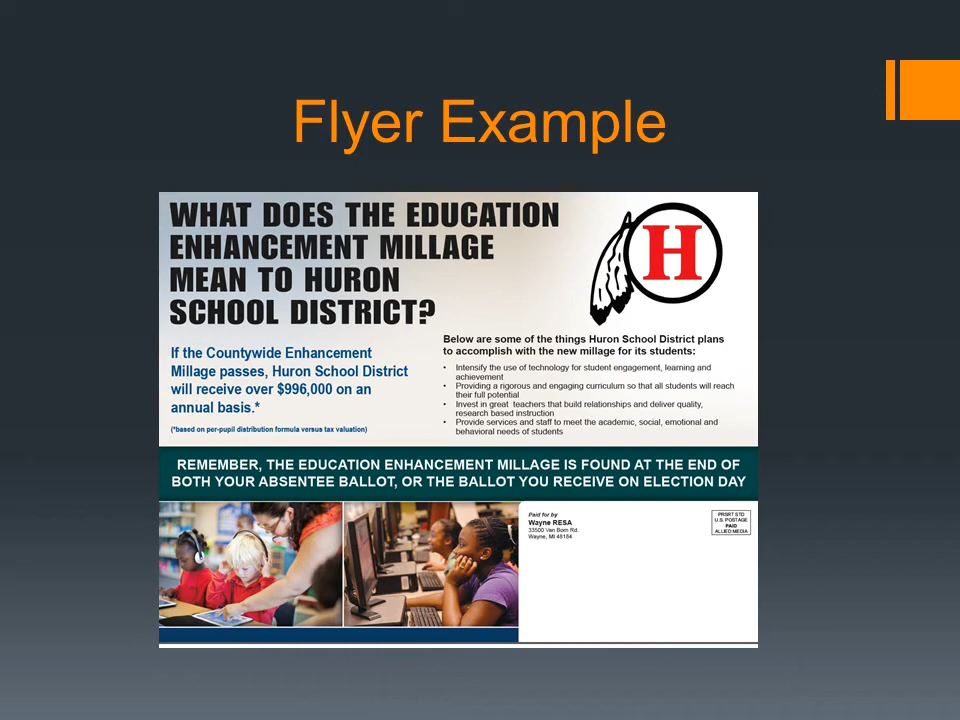 Flyer Example
WHAT DOES THE EDUCATION
ENHANCEMENT MILLAGE
MEAN TO HURON
SCHOOL DISTRICT?
H
If the Countywide Enhancement
Millage passes, Huron School District
will receive over $996,000 on an
annual basis.*
(*based on per-pupil distribution formula versus tax valuation)
Below are some of the things Huron School District plans
to accomplish with the new millage for its students:
• Intensify the use of technology for student engagement, learning and
achievement
• Providing a rigorous and engaging curriculum so that all students will reach
their full potential
• Invest in great teachers that build relationships and deliver quality,
research based instruction
• Provide services and staff to meet the academic, social, emotional and
behavioral needs of students
REMEMBER, THE EDUCATION ENHANCEMENT MILLAGE IS FOUND AT THE END OF
BOTH YOUR ABSENTEE BALLOT, OR THE BALLOT YOU RECEIVE ON ELECTION DAY
Paid for by
Wayne RESA
33500 Van Born Rd.
Wayne, MI 48184
PRSRT STD
U.S. POSTAGE
PAID
ALLIED MEDIA